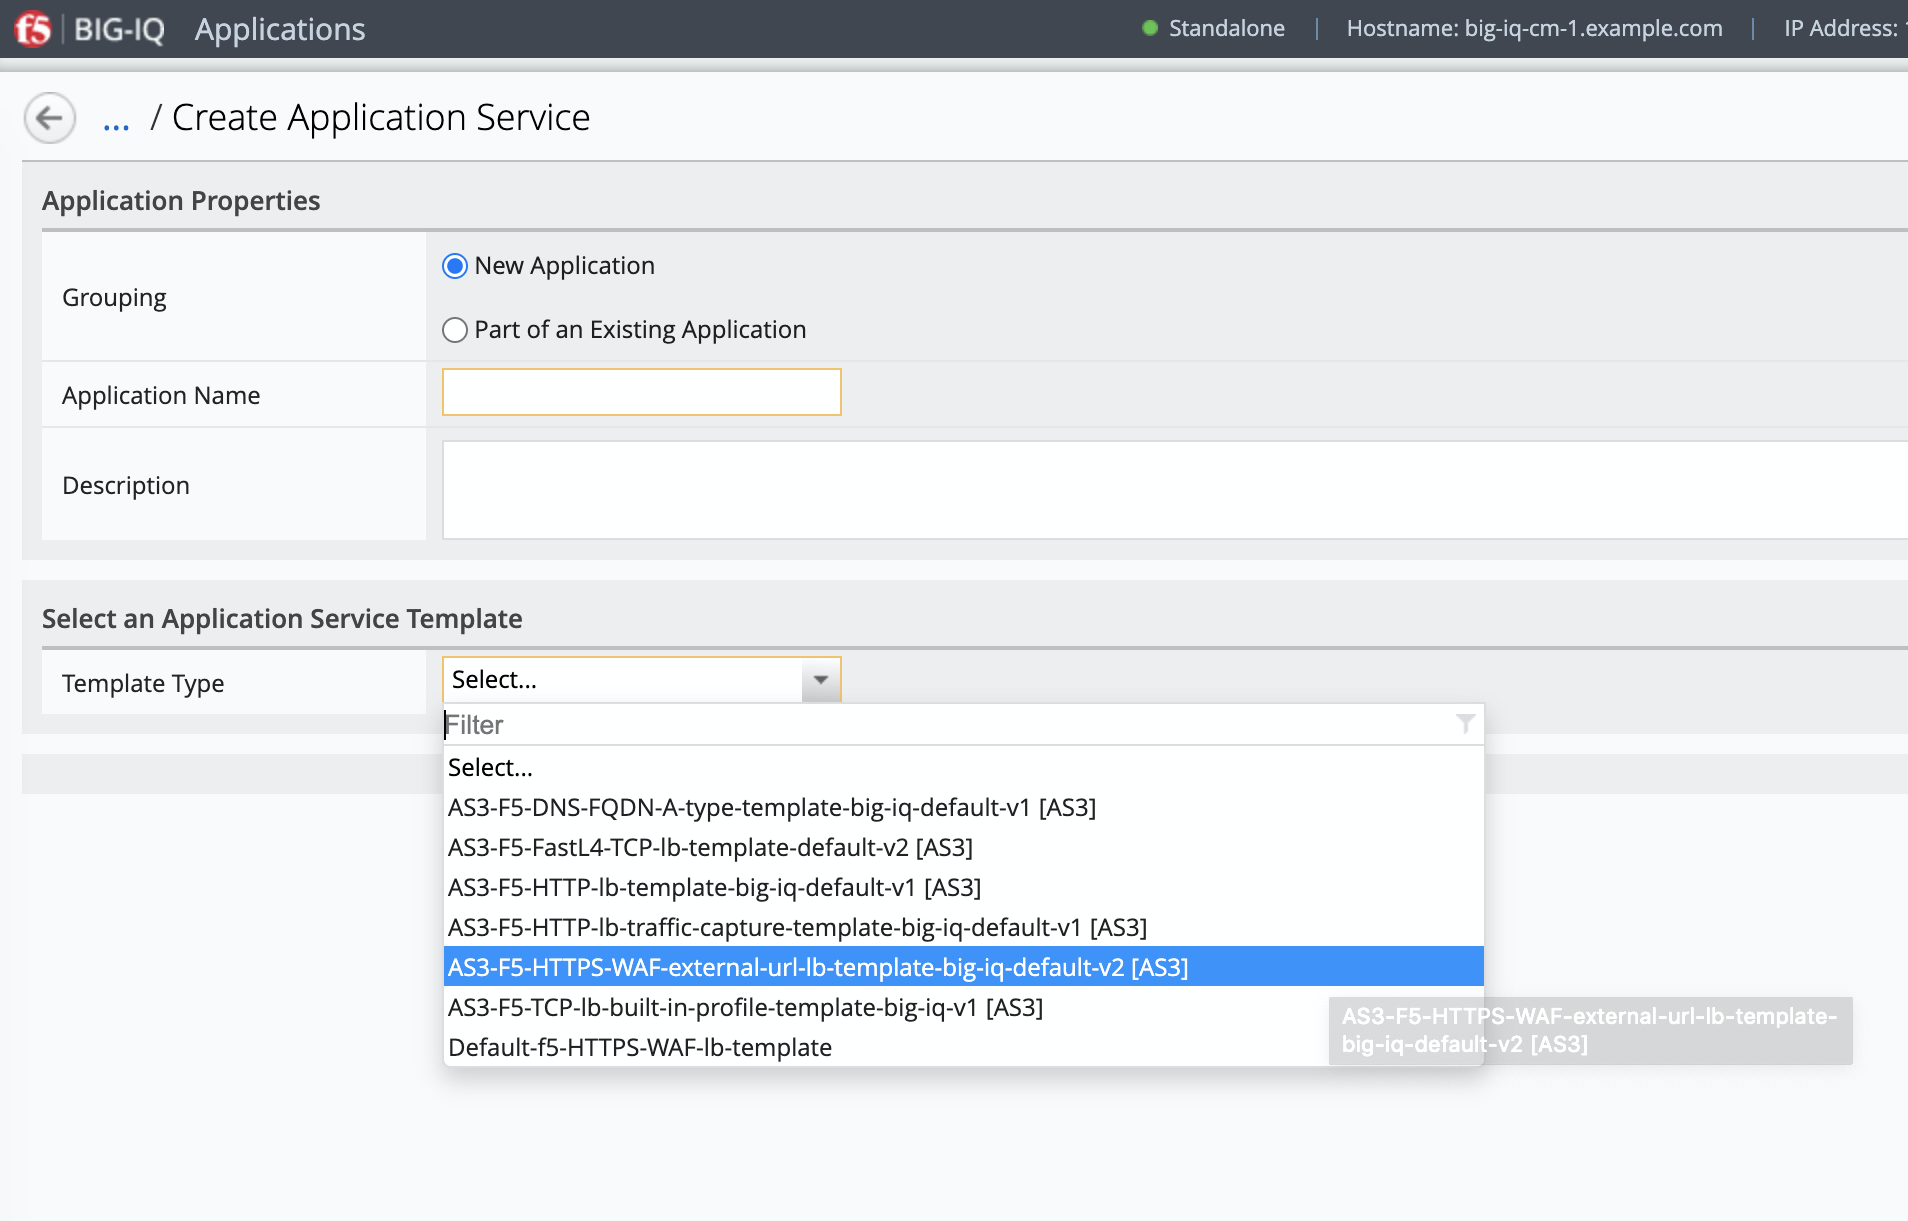 f5 BIG-IQ Applications Standalone | Hostname: big-iq-cm-1.example.com | IP Address:
... / Create Application Service
Application Properties
Grouping
New Application
Part of an Existing Application
Application Name
Description
Select an Application Service Template
Template Type
Select...
Filter
Select...
AS3-F5-DNS-FQDN-A-type-template-big-iq-default-v1 [AS3]
AS3-F5-FastL4-TCP-lb-template-default-v2 [AS3]
AS3-F5-HTTP-lb-template-big-iq-default-v1 [AS3]
AS3-F5-HTTP-lb-traffic-capture-template-big-iq-default-v1 [AS3]
AS3-F5-HTTPS-WAF-external-url-lb-template-big-iq-default-v2 [AS3]
AS3-F5-TCP-lb-built-in-profile-template-big-iq-v1 [AS3]
Default-f5-HTTPS-WAF-lb-template
AS3-F5-HTTPS-WAF-external-url-lb-template-
big-iq-default-v2 [AS3]